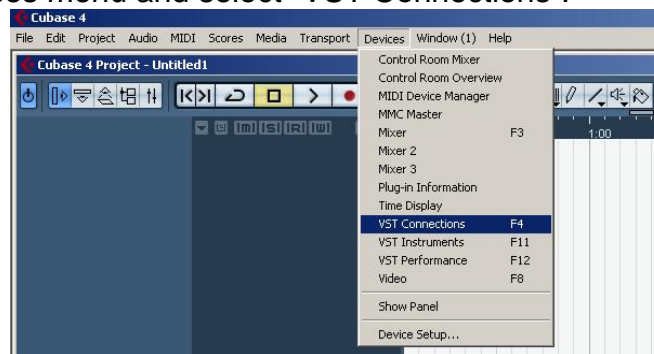 ces menu and select "VST Connections".
Cubase 4
File Edit Project Audio MIDI Scores Media Transport Devices Window (1) Help
Cubase 4 Project - Untitled1
Control Room Mixer
Control Room Overview
MIDI Device Manager
MMC Master
Mixer F3
Mixer 2
Mixer 3
Plug-in Information
Time Display
VST Connections F4
VST Instruments F11
VST Performance F12
Video F8
Show Panel
Device Setup...
m S R W
1:00